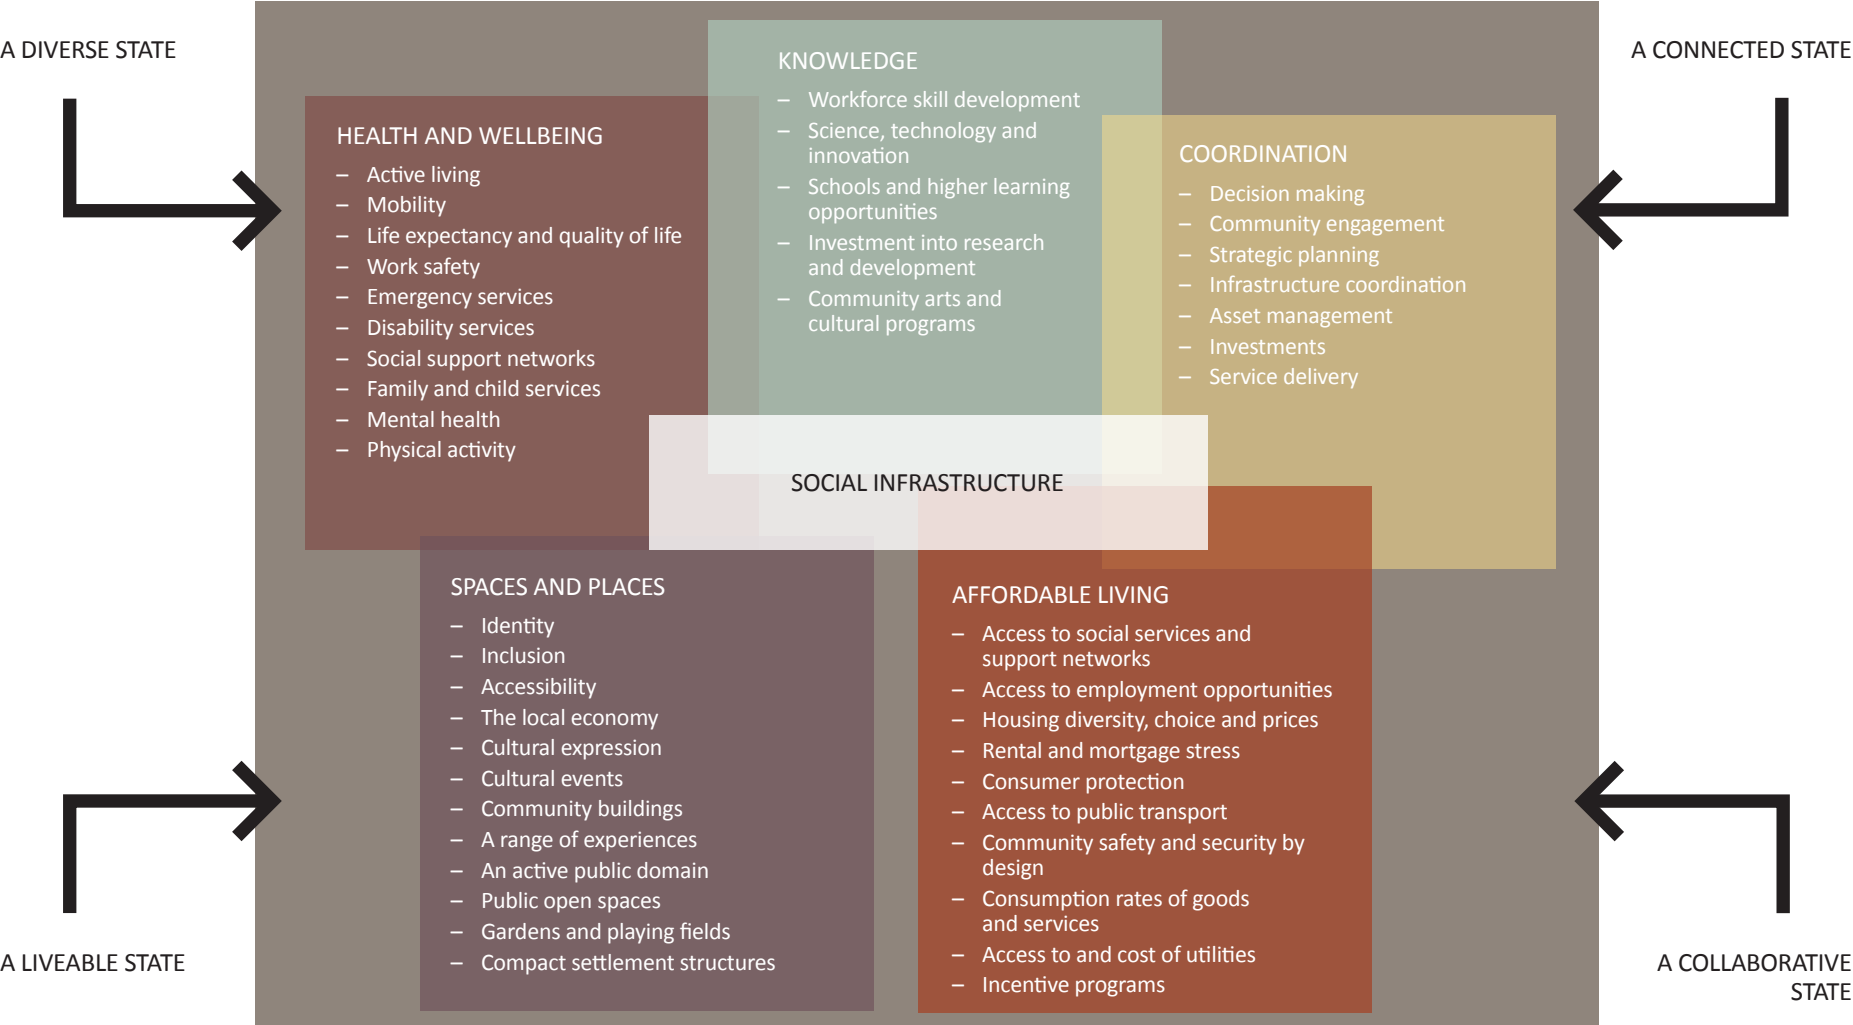 A DIVERSE STATE
A CONNECTED STATE
KNOWLEDGE
– Workforce skill development
– Science, technology and
innovation
– Schools and higher learning
opportunities
– Investment into research
and development
– Community arts and
cultural programs
HEALTH AND WELLBEING
– Active living
– Mobility
– Life expectancy and quality of life
– Work safety
– Emergency services
– Disability services
– Social support networks
– Family and child services
– Mental health
– Physical activity
COORDINATION
– Decision making
– Community engagement
– Strategic planning
– Infrastructure coordination
– Asset management
– Investments
– Service delivery
SOCIAL INFRASTRUCTURE
SPACES AND PLACES
– Identity
– Inclusion
– Accessibility
– The local economy
– Cultural expression
– Cultural events
– Community buildings
– A range of experiences
– An active public domain
– Public open spaces
– Gardens and playing fields
– Compact settlement structures
AFFORDABLE LIVING
– Access to social services and
support networks
– Access to employment opportunities
– Housing diversity, choice and prices
– Rental and mortgage stress
– Consumer protection
– Access to public transport
– Community safety and security by
design
– Consumption rates of goods
and services
– Access to and cost of utilities
– Incentive programs
A LIVEABLE STATE
A COLLABORATIVE
STATE